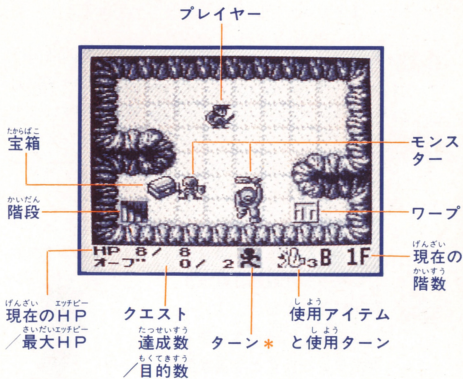 プレイヤー
たからばこ
宝箱
モンス
ター
かいだん
階段
ワープ
HP 8/ 8
オーブ 0/ 2 3B 1F
げんざい エッチピー
現在のHP
さいだいエッチピー
/最大HP
クエスト
たっせいすう
達成数
もくてきすう
/目的数
ターン*
しよう
使用アイテム
しよう
と使用ターン
げんざい
現在の
かいすう
階数